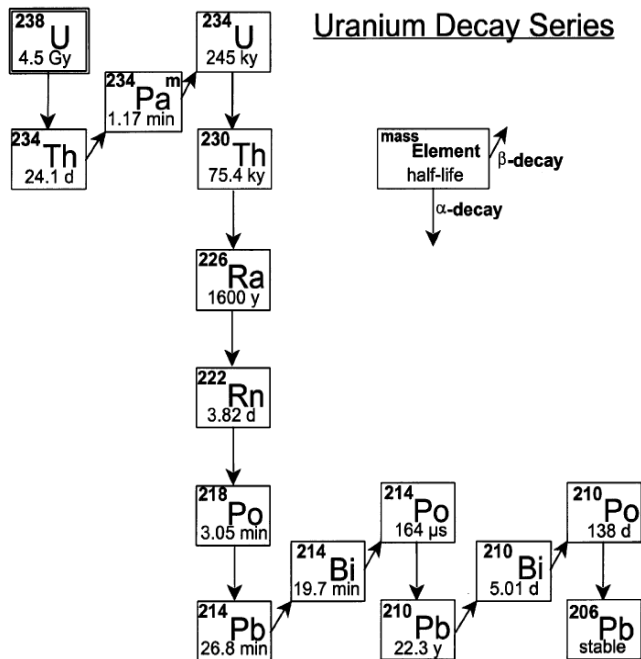 Uranium Decay Series
238 U
4.5 Gy
234 U
245 ky
234 Pa m
1.17 min
234 Th
24.1 d
230 Th
75.4 ky
mass
Element
half-life
β-decay
α-decay
226 Ra
1600 y
222 Rn
3.82 d
218 Po
3.05 min
214 Po
164 µs
210 Po
138 d
214 Bi
19.7 min
210 Bi
5.01 d
214 Pb
26.8 min
210 Pb
22.3 y
206 Pb
stable